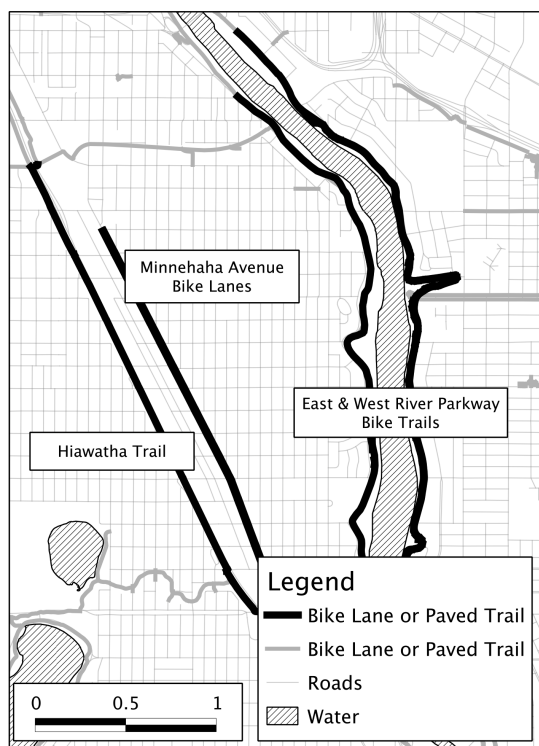 Minnehaha Avenue
Bike Lanes
East & West River Parkway
Bike Trails
Hiawatha Trail
Legend
Bike Lane or Paved Trail
Bike Lane or Paved Trail
Roads
Water
0 0.5 1